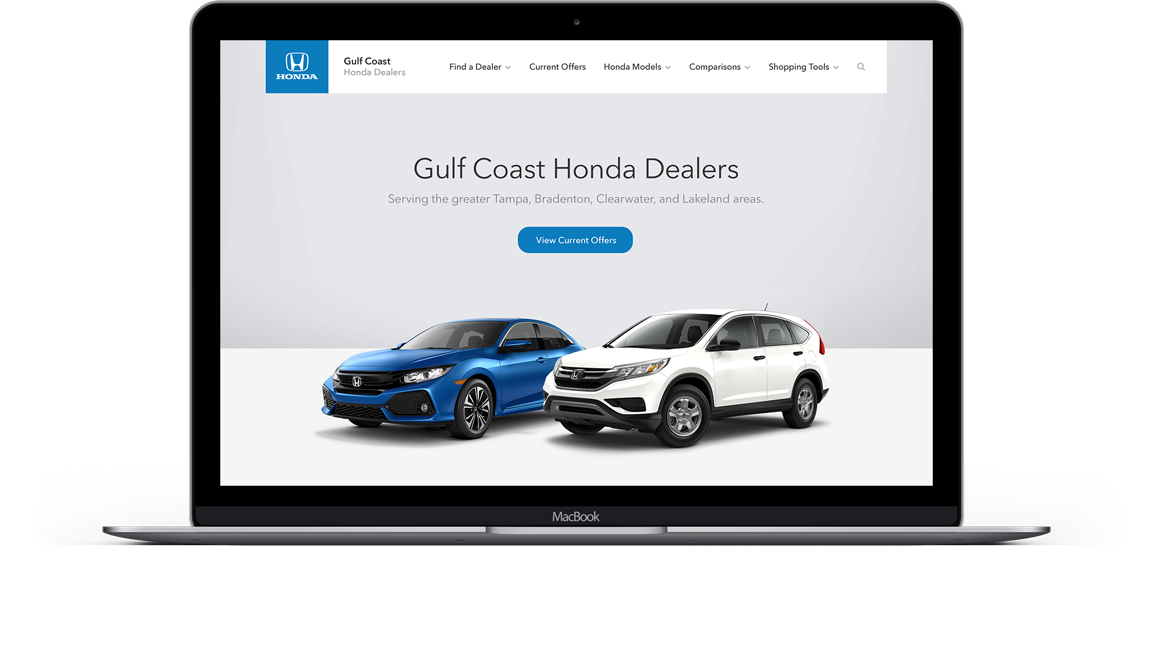 HONDA
Gulf Coast
Honda Dealers
Find a Dealer
Current Offers
Honda Models
Comparisons
Shopping Tools
Gulf Coast Honda Dealers
Serving the greater Tampa, Bradenton, Clearwater, and Lakeland areas.
View Current Offers
MacBook